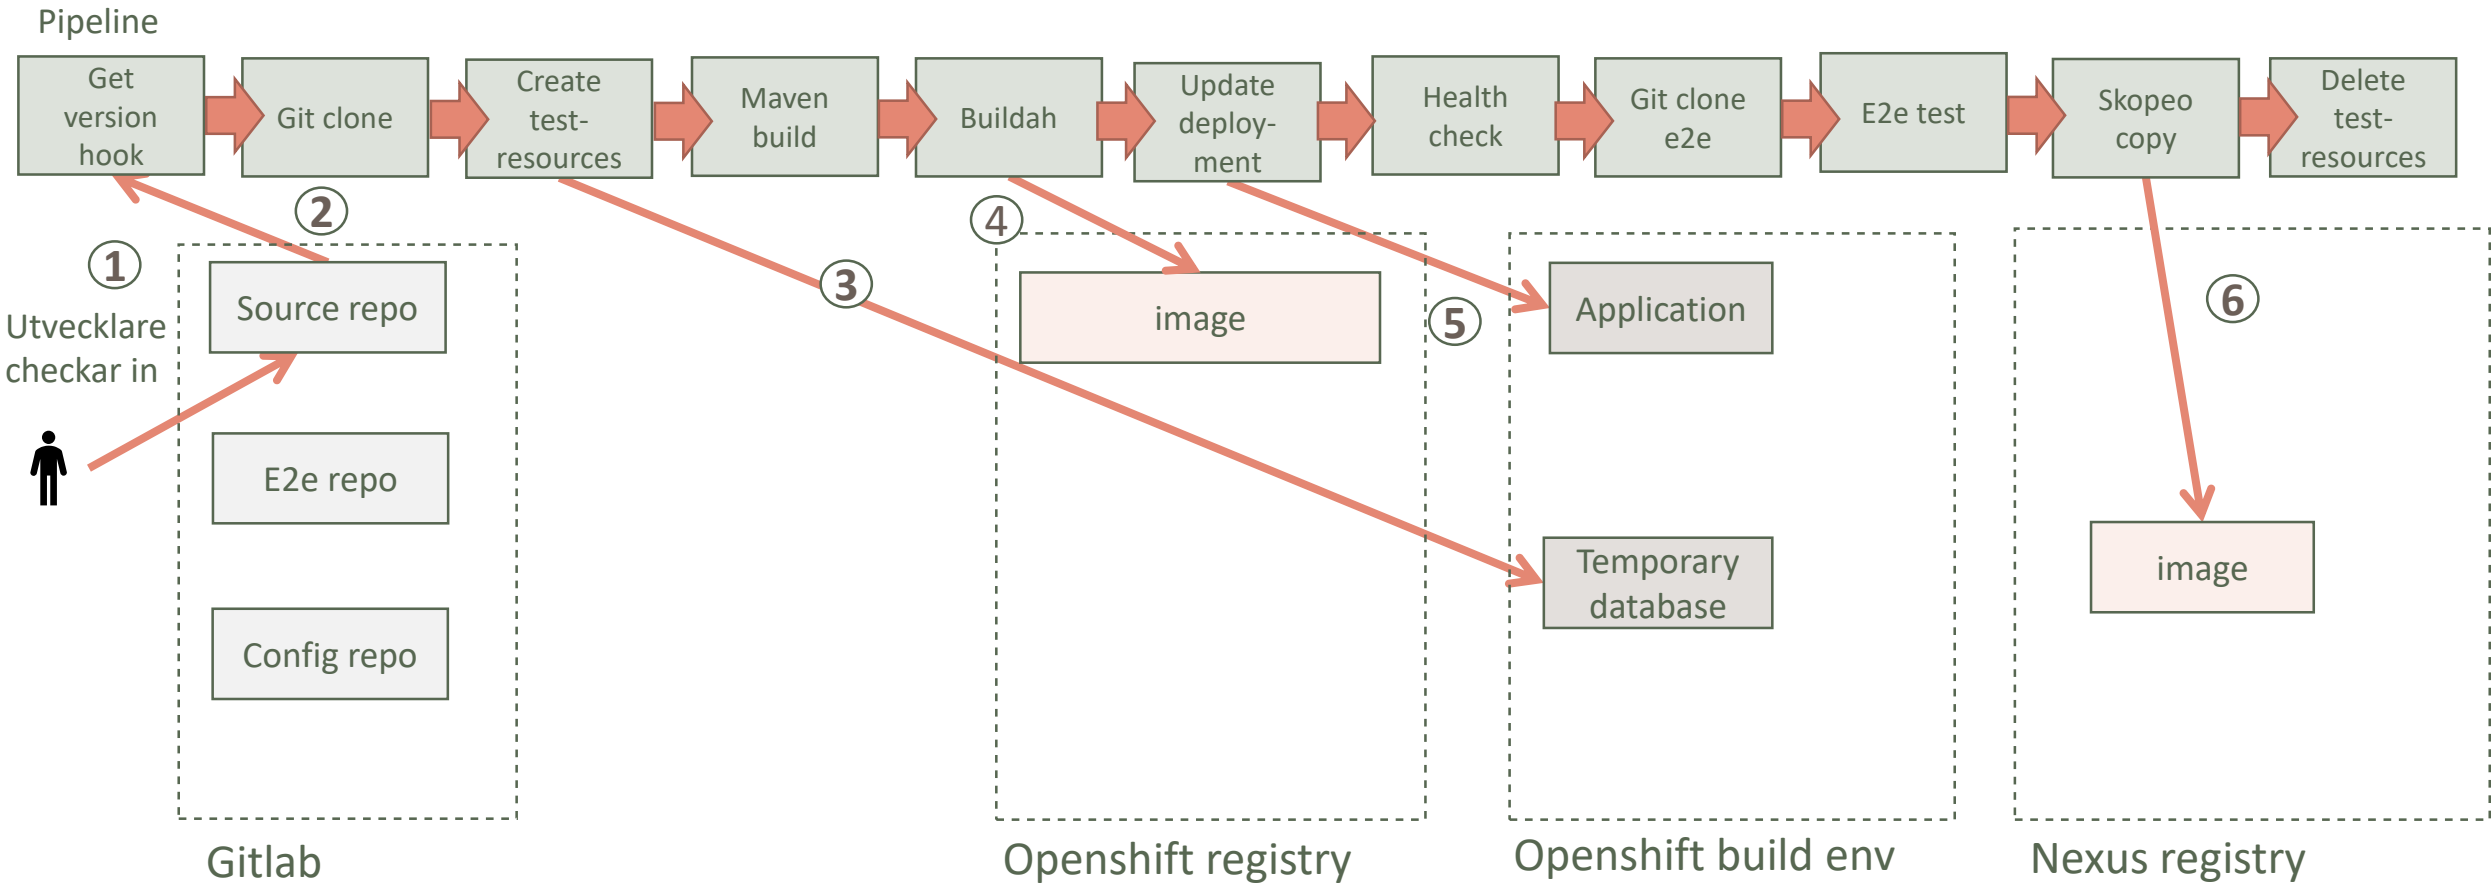 Pipeline
Get
version
hook
Git clone
Create
test-
resources
Maven
build
Buildah
Update
deploy-
ment
Health
check
Git clone
e2e
E2e test
Skopeo
copy
Delete
test-
resources
1
2
3
4
5
6
Utvecklare
checkar in
Source repo
E2e repo
Config repo
image
Application
Temporary
database
image
Gitlab
Openshift registry
Openshift build env
Nexus registry